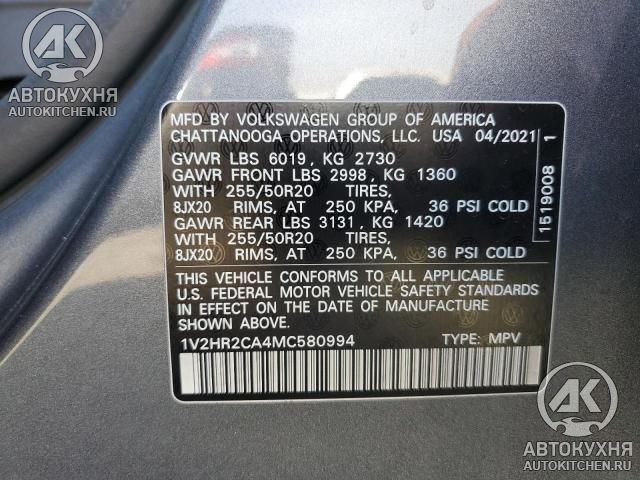 AK
АВТОКУХНЯ
AUTOKITCHEN.RU
MFD BY VOLKSWAGEN GROUP OF AMERICA
CHATTANOOGA OPERATIONS, LLC. USA 04/2021
GVWR LBS 6019, KG 2730
GAWR FRONT LBS 2998, KG 1360
WITH 255/50R20 TIRES,
8JX20 RIMS, AT 250 KPA, 36 PSI COLD
GAWR REAR LBS 3131, KG 1420
WITH 255/50R20 TIRES,
8JX20 RIMS, AT 250 KPA, 36 PSI COLD
THIS VEHICLE CONFORMS TO ALL APPLICABLE
U.S. FEDERAL MOTOR VEHICLE SAFETY STANDARDS
IN EFFECT ON THE DATE OF MANUFACTURE
SHOWN ABOVE.
1V2HR2CA4MC580994 TYPE: MPV
1519008 1
AK
АВТОКУХНЯ
AUTOKITCHEN.RU